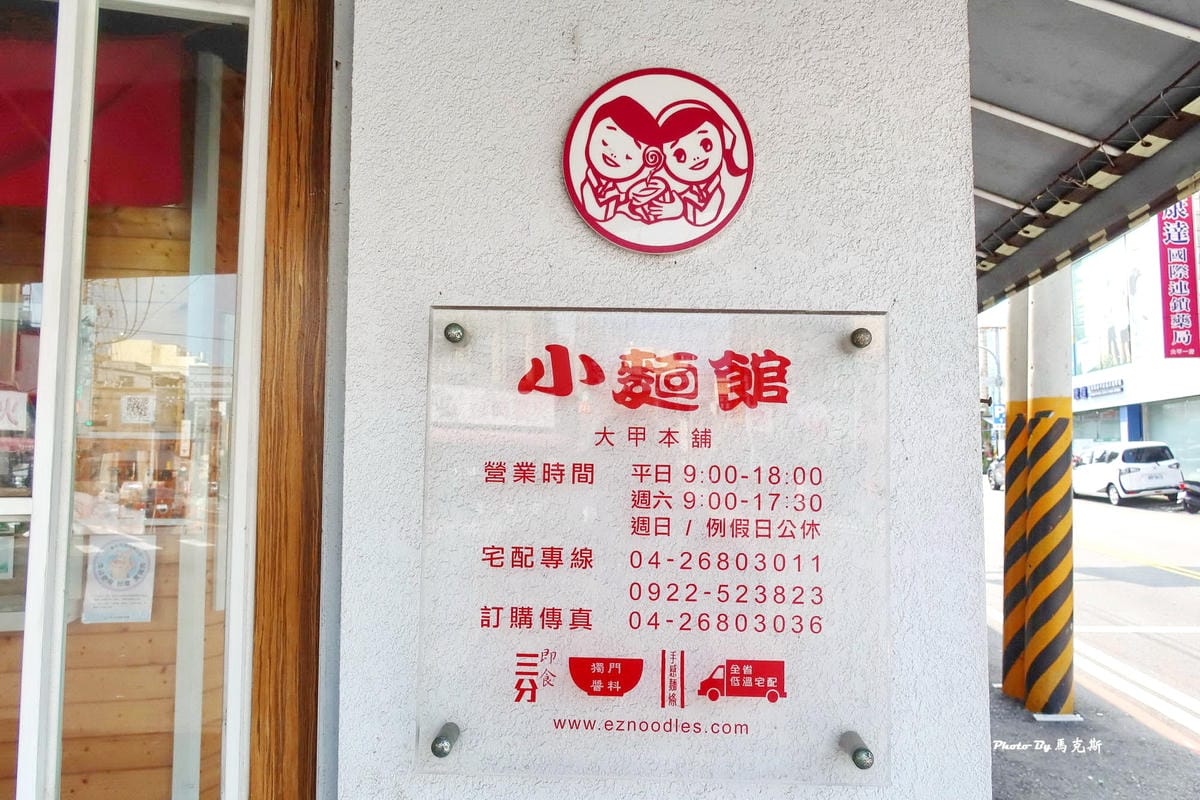 小麵館
大甲本舖
營業時間 平日 9:00-18:00
週六 9:00-17:30
週日 / 例假日公休
宅配專線 04-26803011
0922-523823
訂購傳真 04-26803036
三分
即食
獨門
醬料
手感麵條
全省
低溫宅配
www.eznoodles.com
康達國際連鎖藥局
Photo By 馬克斯